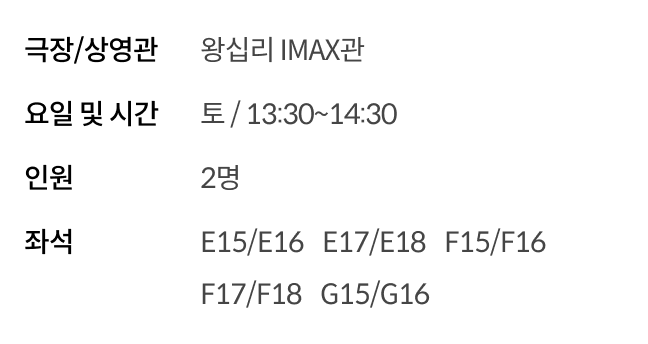 극장/상영관 왕십리 IMAX관
요일 및 시간 토 / 13:30~14:30
인원 2명
좌석 E15/E16 E17/E18 F15/F16
F17/F18 G15/G16